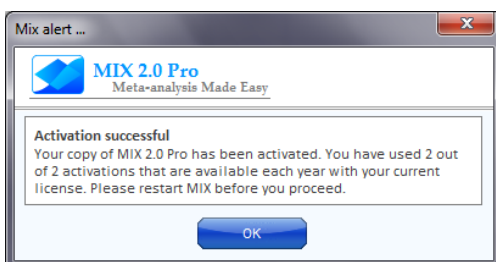 Mix alert ...
MIX 2.0 Pro
Meta-analysis Made Easy
Activation successful
Your copy of MIX 2.0 Pro has been activated. You have used 2 out
of 2 activations that are available each year with your current
license. Please restart MIX before you proceed.
OK